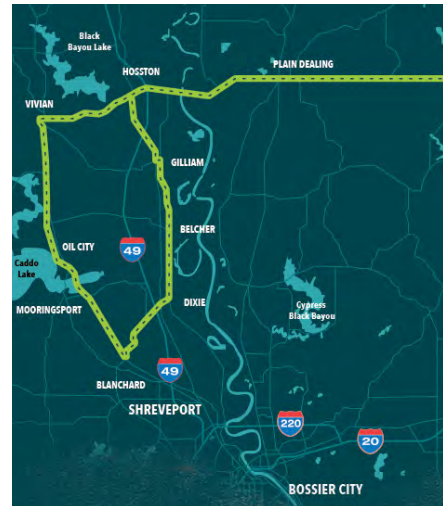 Black
Bayou Lake
HOSSTON
PLAIN DEALING
VIVIAN
GILLIAM
BELCHER
OIL CITY
49
Caddo
Lake
MOORINGSPORT
DIXIE
Cypress
Black Bayou
49
BLANCHARD
SHREVEPORT
220
20
BOSSIER CITY